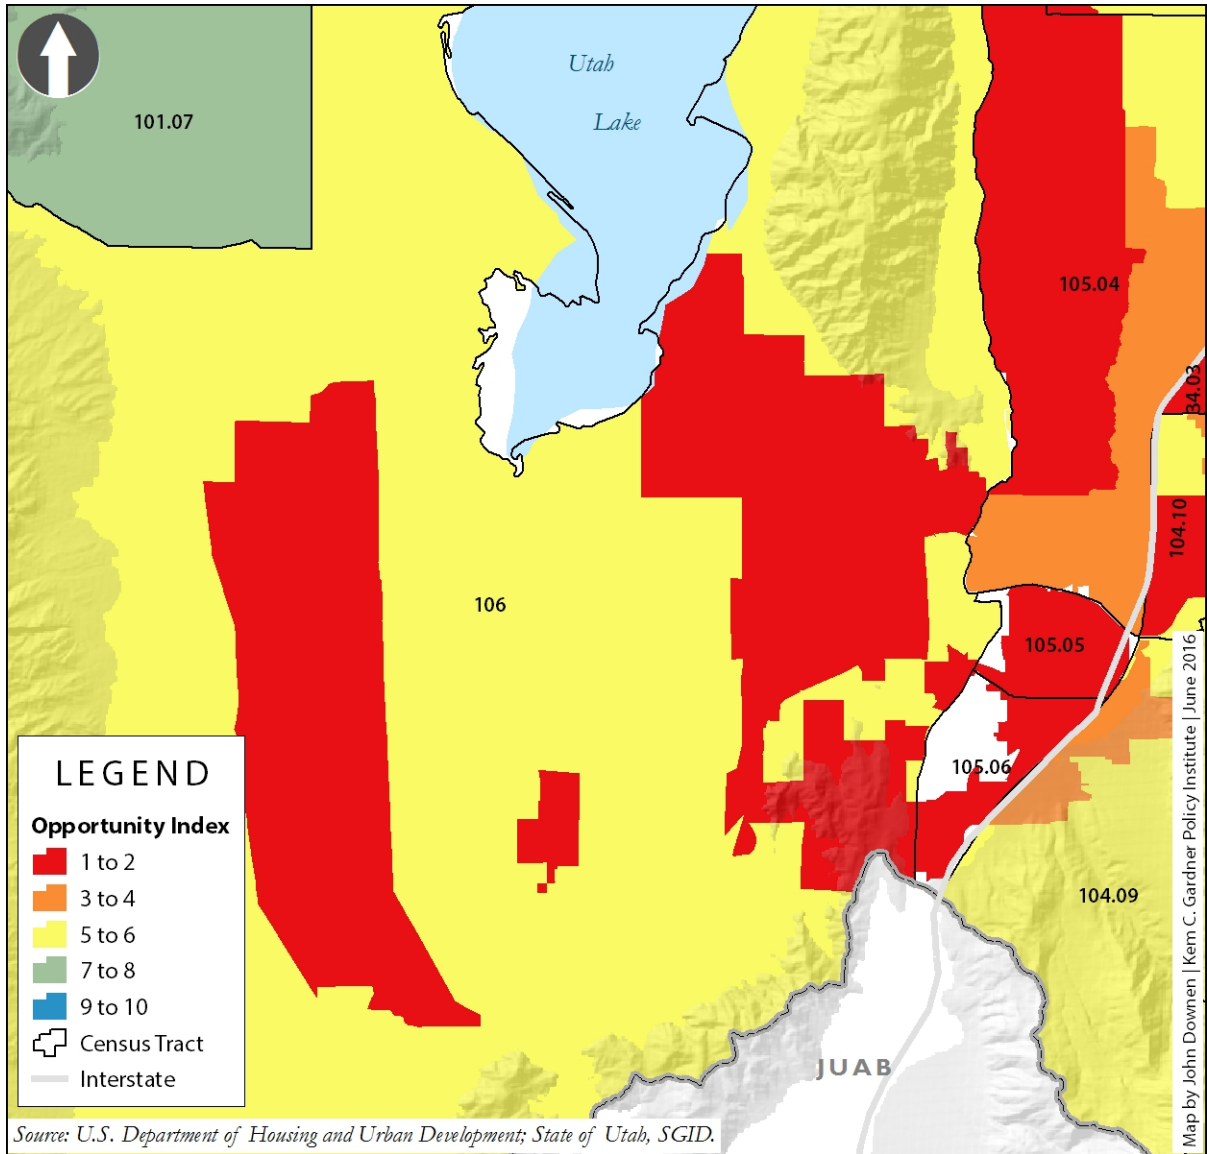 Utah
Lake
101.07
105.04
34.03
104.10
106
105.05
105.06
104.09
JUAB
LEGEND
Opportunity Index
1 to 2
3 to 4
5 to 6
7 to 8
9 to 10
Census Tract
Interstate
Source: U.S. Department of Housing and Urban Development; State of Utah, SGID.
Map by John Downen | Kem C. Gardner Policy Institute | June 2016